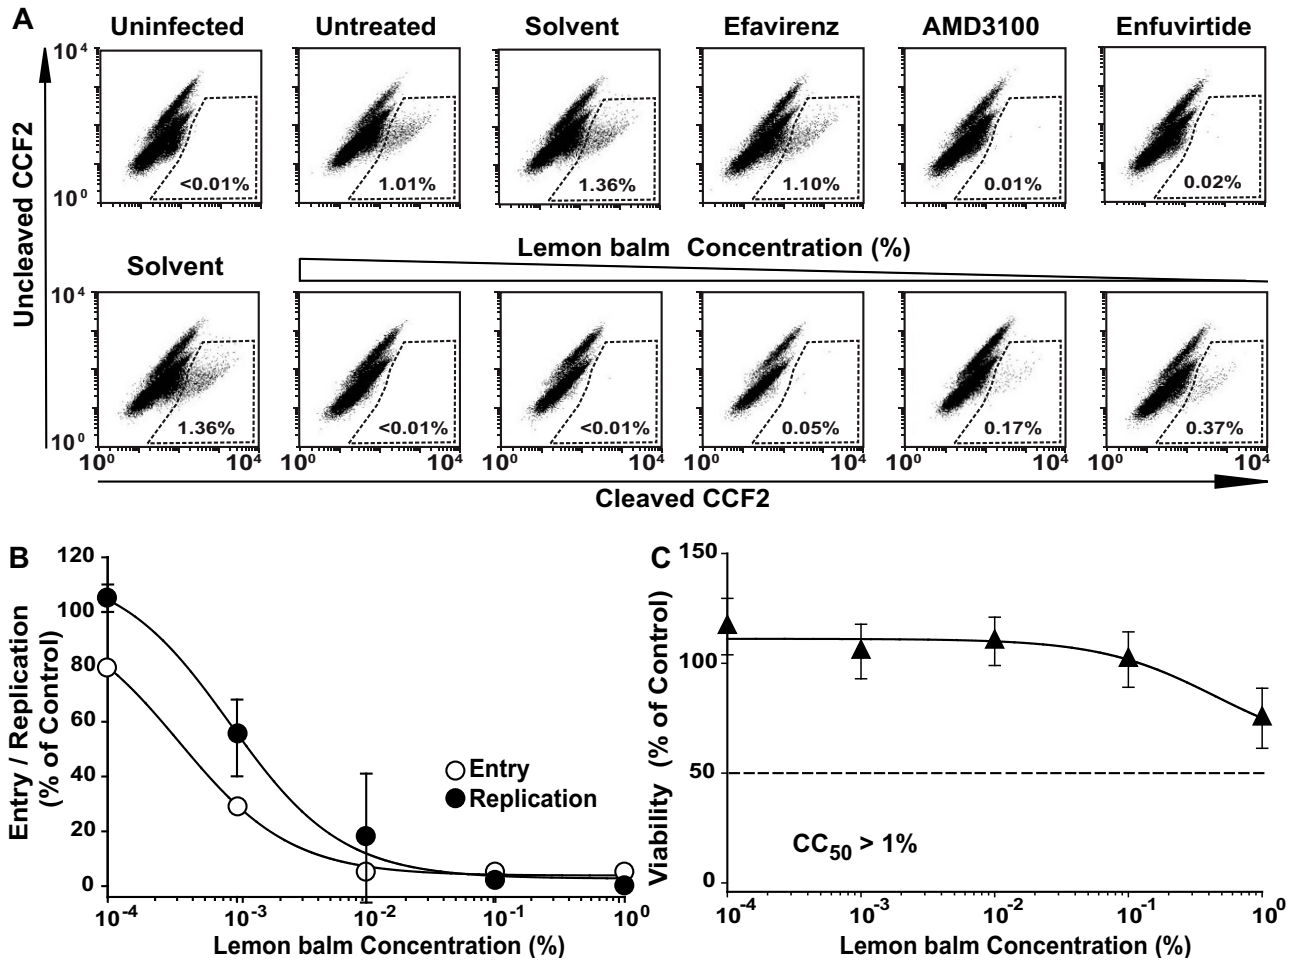 A
Uninfected Untreated Solvent Efavirenz AMD3100 Enfuvirtide
10⁴
<0.01% 1.01% 1.36% 1.10% 0.01% 0.02%
10⁰
Uncleaved CCF2
Solvent Lemon balm Concentration (%)
10⁴
1.36% <0.01% <0.01% 0.05% 0.17% 0.37%
10⁰
10⁰ 10⁴ 10⁰ 10⁴ 10⁰ 10⁴ 10⁰ 10⁴ 10⁰ 10⁴ 10⁰ 10⁴
Cleaved CCF2
B
Entry / Replication
(% of Control)
120
100
80
60
40
20
0
Entry
Replication
10⁻⁴ 10⁻³ 10⁻² 10⁻¹ 10⁰
Lemon balm Concentration (%)
C
Viability (% of Control)
150
100
50
0
CC₅₀ > 1%
10⁻⁴ 10⁻³ 10⁻² 10⁻¹ 10⁰
Lemon balm Concentration (%)